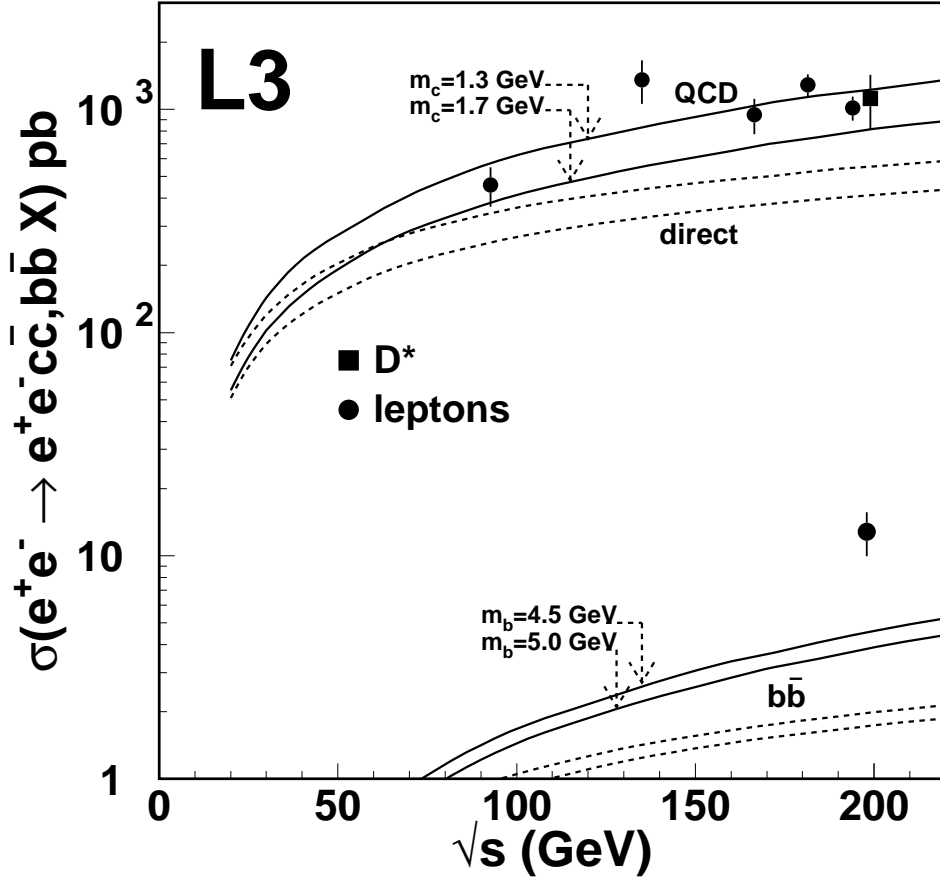 L3
m_c=1.3 GeV
m_c=1.7 GeV
QCD
direct
D*
leptons
m_b=4.5 GeV
m_b=5.0 GeV
bb̄
σ(e⁺e⁻ → e⁺e⁻cc̄,bb̄ X) pb
10³
10²
10
1
0 50 100 150 200
√s (GeV)